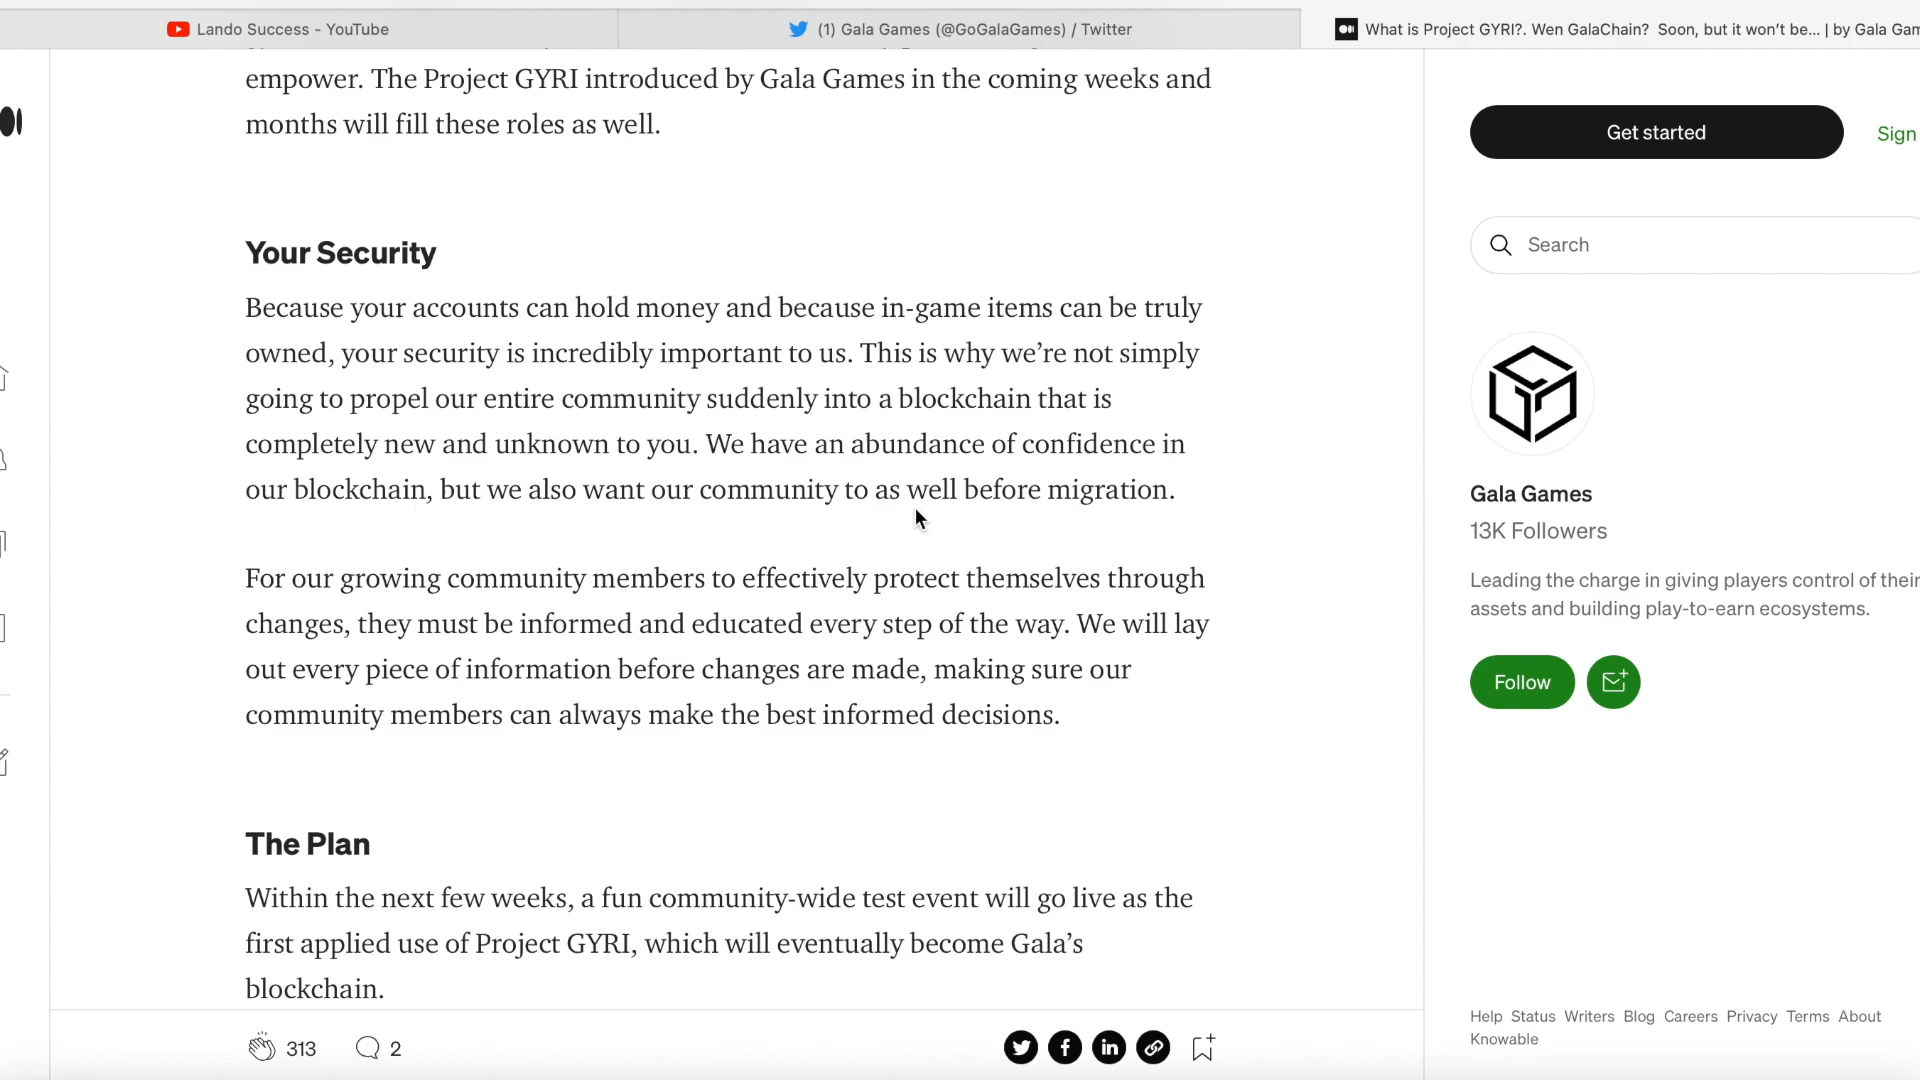 Lando Success - YouTube
(1) Gala Games (@GoGalaGames) / Twitter
What is Project GYRI?. Wen GalaChain? Soon, but it won’t be... | by Gala Gam
empower. The Project GYRI introduced by Gala Games in the coming weeks and
months will fill these roles as well.
Your Security
Because your accounts can hold money and because in-game items can be truly
owned, your security is incredibly important to us. This is why we’re not simply
going to propel our entire community suddenly into a blockchain that is
completely new and unknown to you. We have an abundance of confidence in
our blockchain, but we also want our community to as well before migration.
For our growing community members to effectively protect themselves through
changes, they must be informed and educated every step of the way. We will lay
out every piece of information before changes are made, making sure our
community members can always make the best informed decisions.
The Plan
Within the next few weeks, a fun community-wide test event will go live as the
first applied use of Project GYRI, which will eventually become Gala’s
blockchain.
313
2
Get started
Sign
Search
Gala Games
13K Followers
Leading the charge in giving players control of their
assets and building play-to-earn ecosystems.
Follow
Help Status Writers Blog Careers Privacy Terms About
Knowable